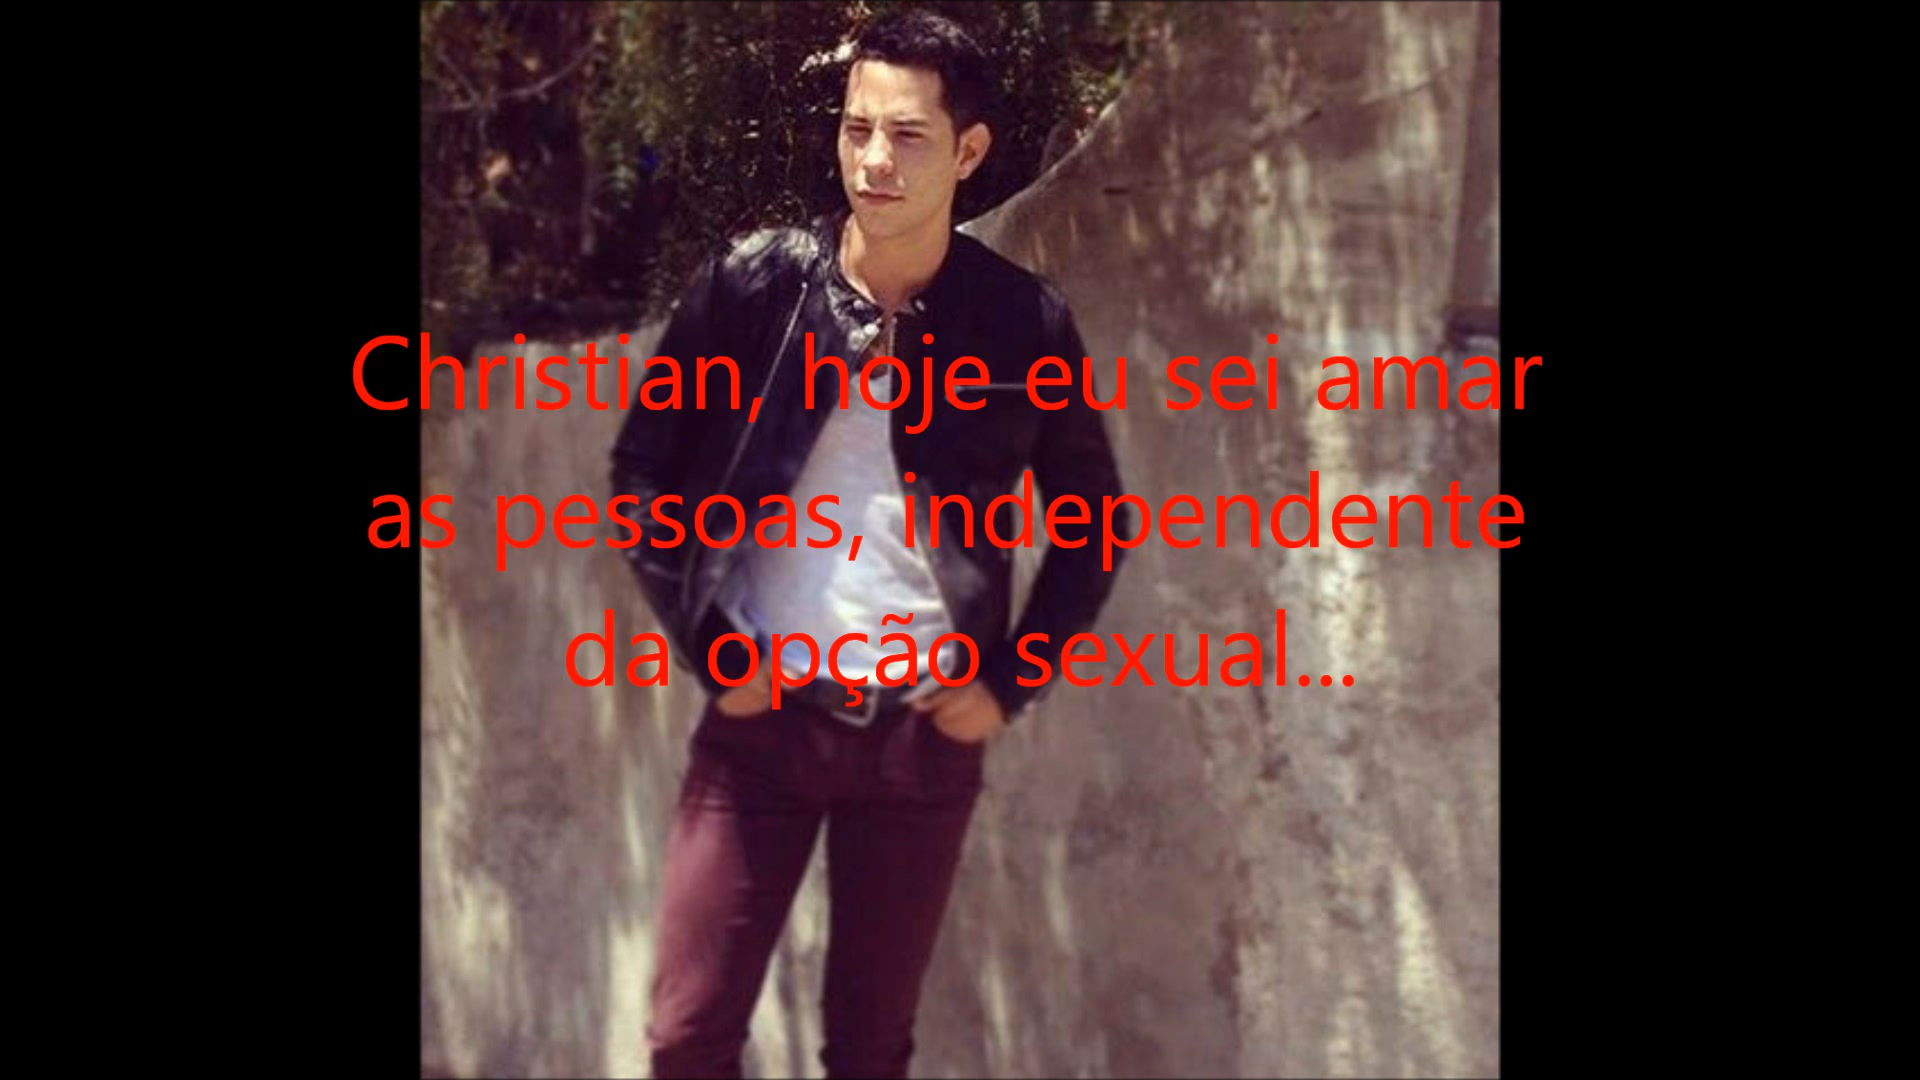 Christian, hoje eu sei amar
as pessoas, independente
da opção sexual...